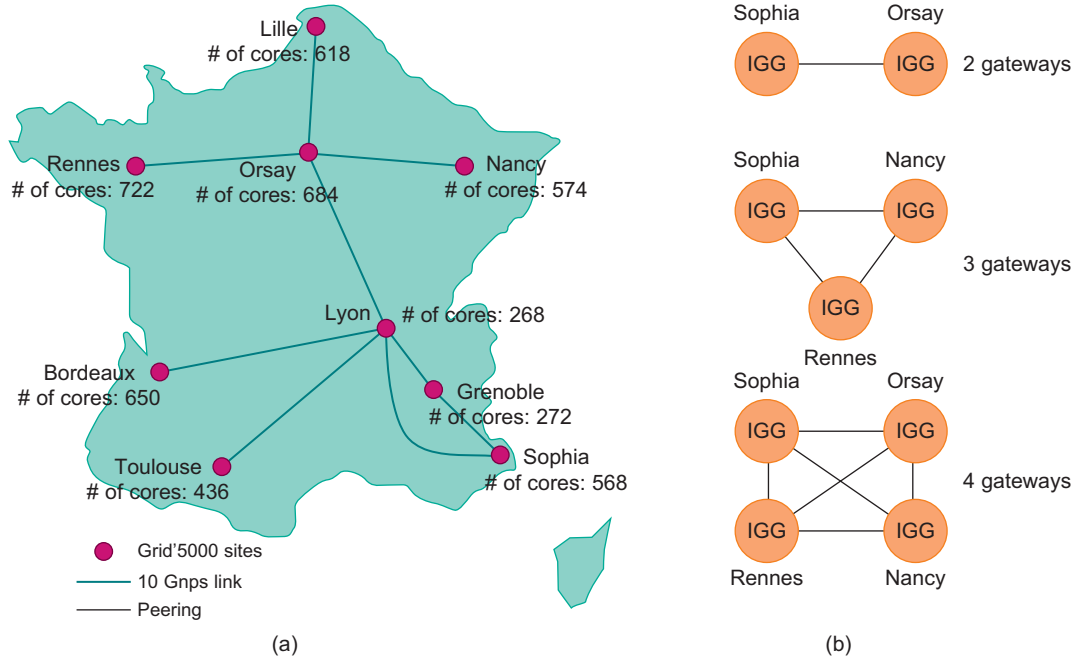 Lille
# of cores: 618
Rennes
# of cores: 722
Orsay
# of cores: 684
Nancy
# of cores: 574
Lyon
# of cores: 268
Bordeaux
# of cores: 650
Grenoble
# of cores: 272
Toulouse
# of cores: 436
Sophia
# of cores: 568
Grid'5000 sites
10 Gnps link
Peering
(a)
Sophia
Orsay
IGG
IGG
2 gateways
Sophia
Nancy
IGG
IGG
3 gateways
IGG
Rennes
Sophia
Orsay
IGG
IGG
4 gateways
IGG
IGG
Rennes
Nancy
(b)